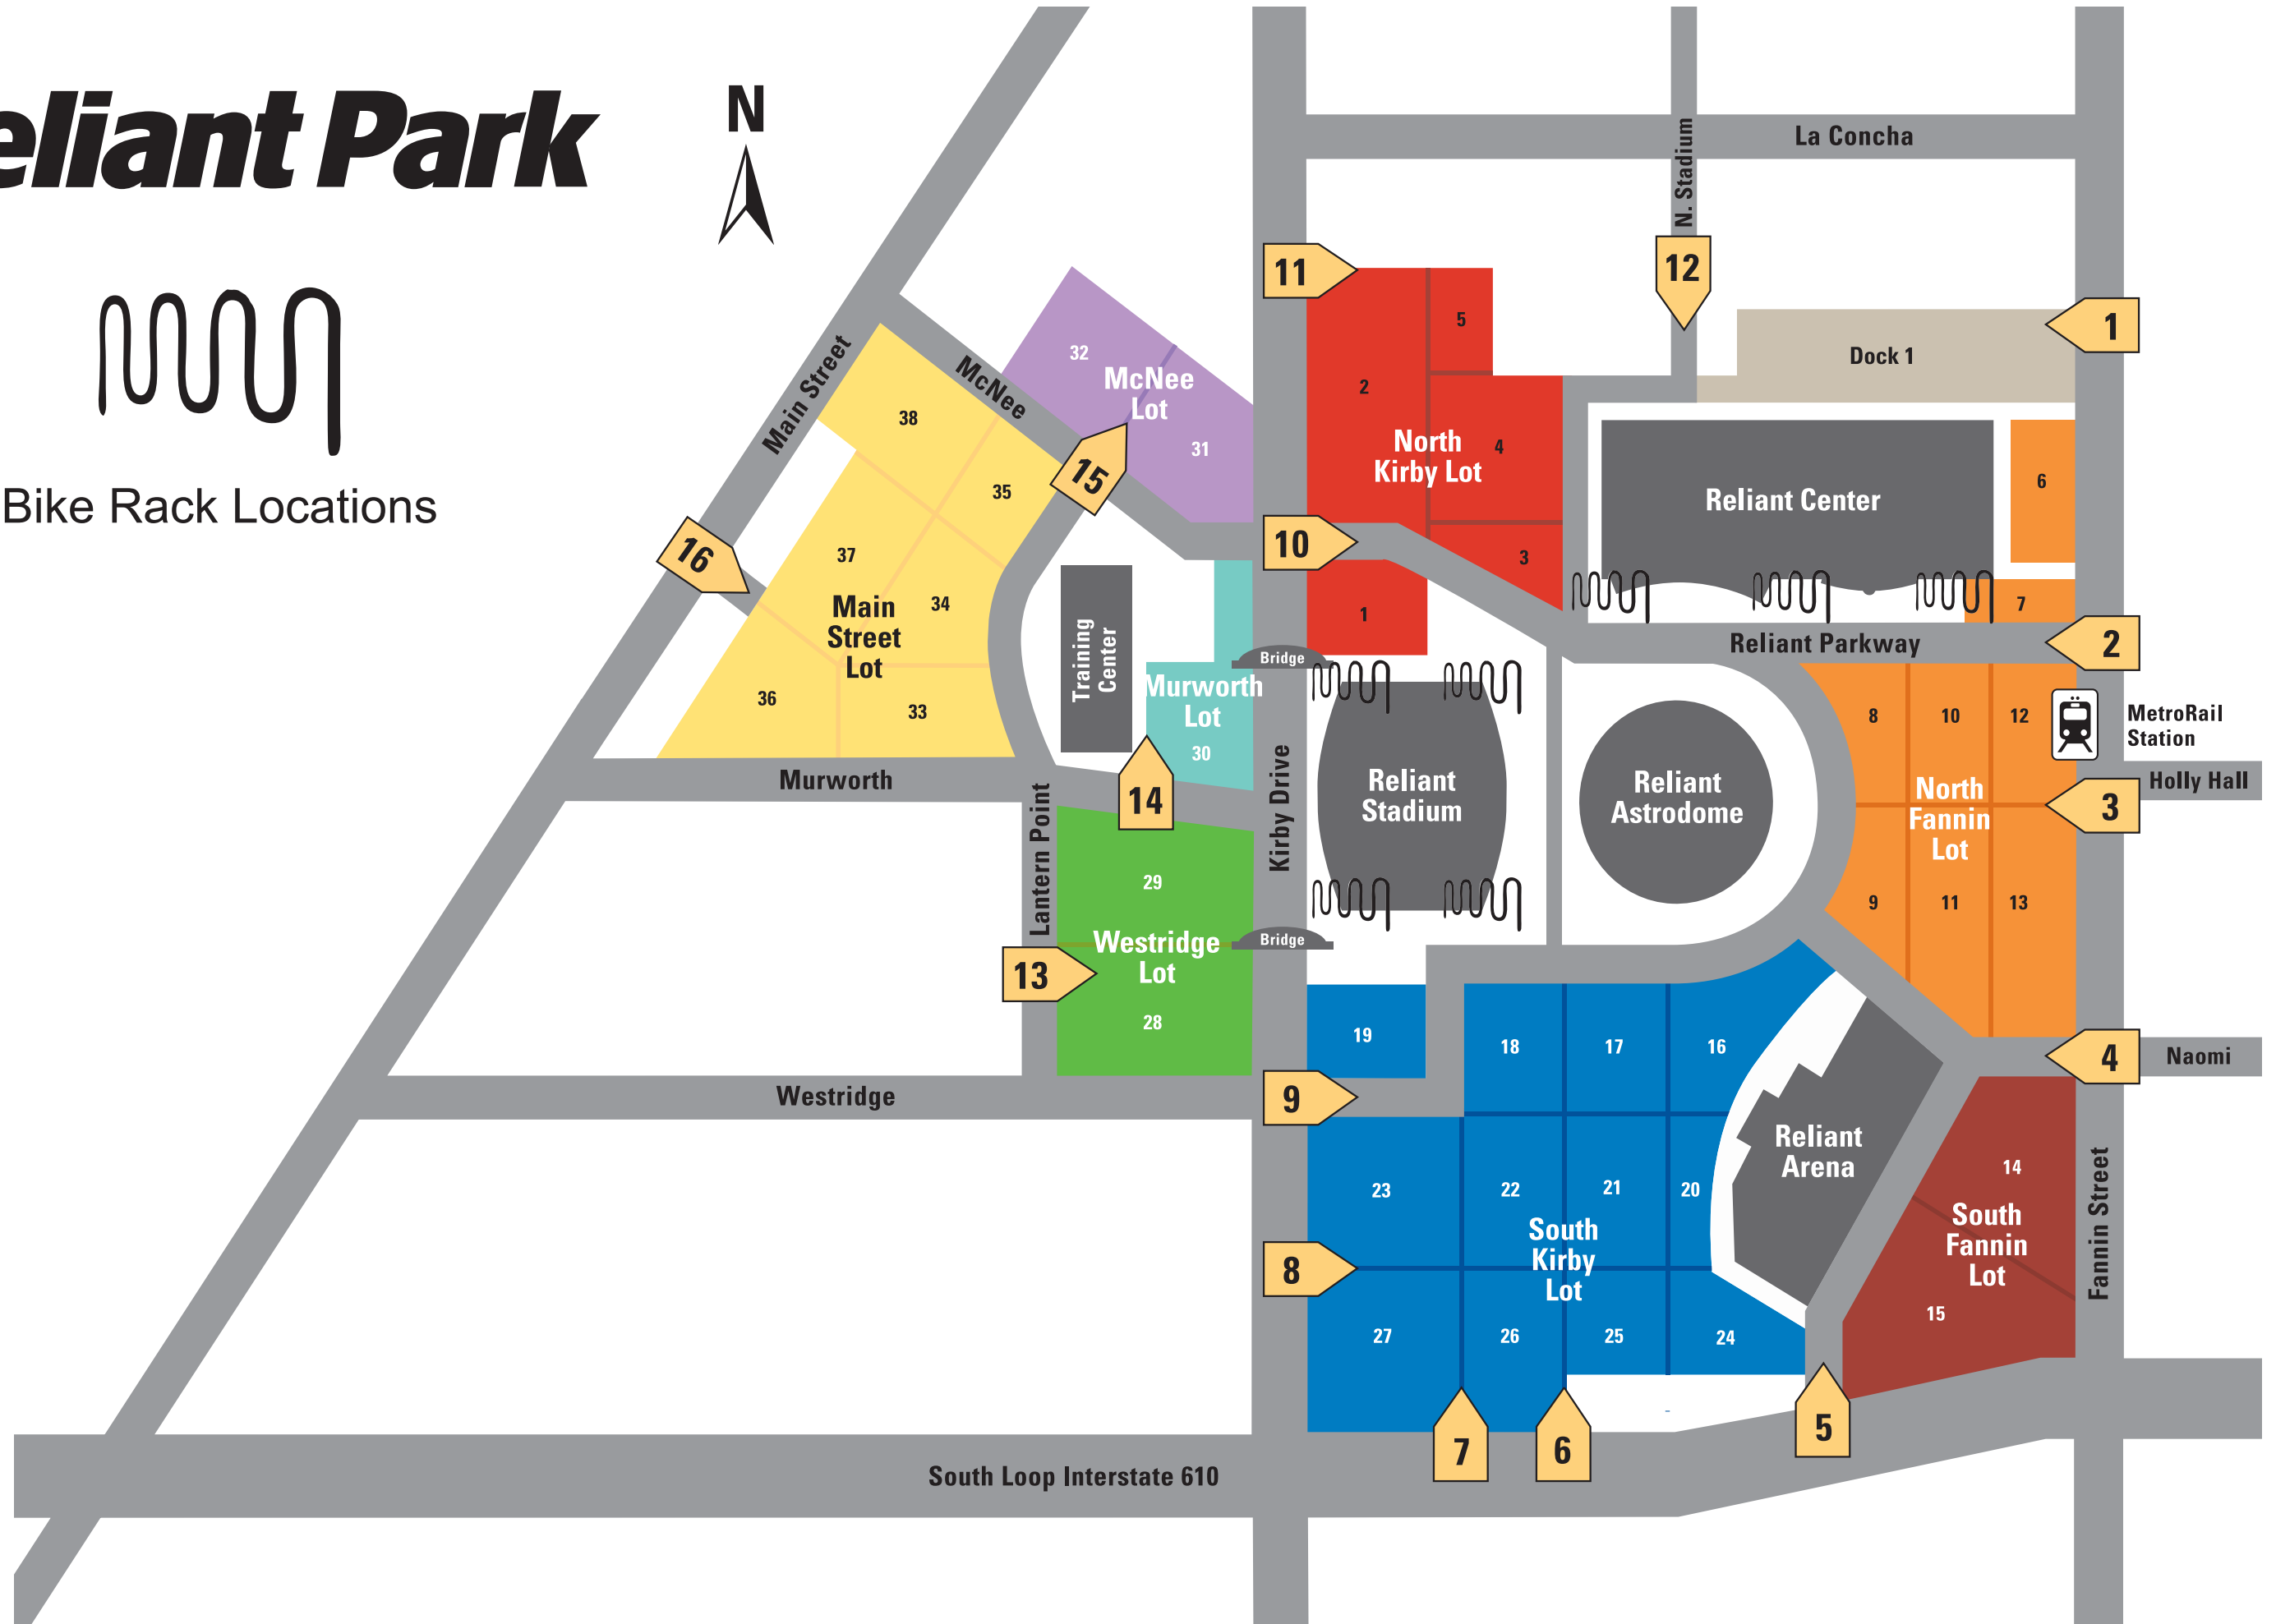 eliant Park
N
Bike Rack Locations
La Concha
N. Stadium
11
12
1
Dock 1
5
2
4
North
Kirby Lot
3
10
1
32
McNee
Lot
31
McNee
Main Street
38
35
15
16
37
34
Main
Street
Lot
36
33
Training
Center
Murworth
Lot
30
14
Bridge
Reliant Center
6
7
Reliant Parkway
2
8
10
12
MetroRail
Station
Holly Hall
3
North
Fannin
Lot
9
11
13
Reliant
Stadium
Reliant
Astrodome
Kirby Drive
Murworth
Lantern Point
29
Westridge
Lot
Bridge
13
28
Westridge
9
19
18
17
16
4
Naomi
Reliant
Arena
14
South
Fannin
Lot
15
Fannin Street
23
22
21
20
South
Kirby
Lot
8
27
26
25
24
7
6
5
South Loop Interstate 610